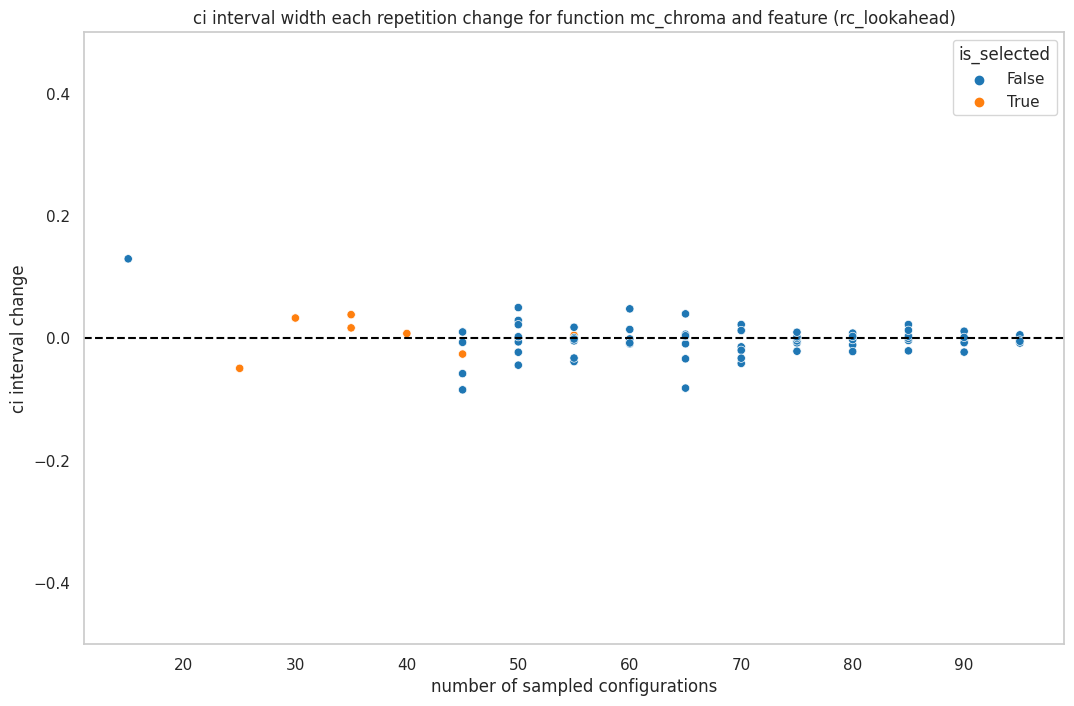 ci interval width each repetition change for function mc_chroma and feature (rc_lookahead)
is_selected
False
True
ci interval change
0.4
0.2
0.0
−0.2
−0.4
20 30 40 50 60 70 80 90
number of sampled configurations